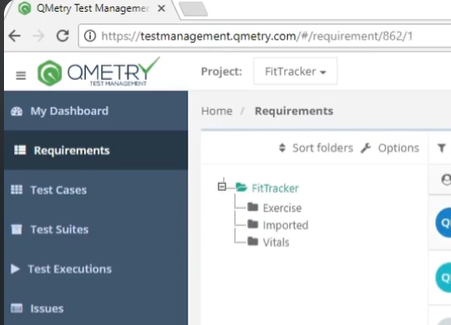 QMetry Test Management
https://testmanagement.qmetry.com/#/requirement/862/1
QMETRY
TEST MANAGEMENT
Project: FitTracker
My Dashboard
Home / Requirements
Requirements
Sort folders Options
Test Cases
FitTracker
Exercise
Imported
Vitals
Test Suites
Test Executions
Issues